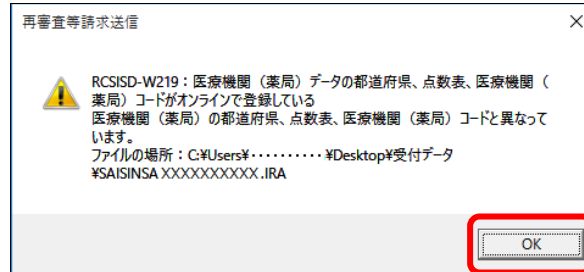 再審査等請求送信
RCSISD-W219：医療機関（薬局）データの都道府県、点数表、医療機関（
薬局）コードがオンラインで登録している
医療機関（薬局）の都道府県、点数表、医療機関（薬局）コードと異なって
います。
ファイルの場所：C:¥Users¥・・・・・・・・・・¥Desktop¥受付データ
¥SAISINSA XXXXXXXXXX .IRA
OK